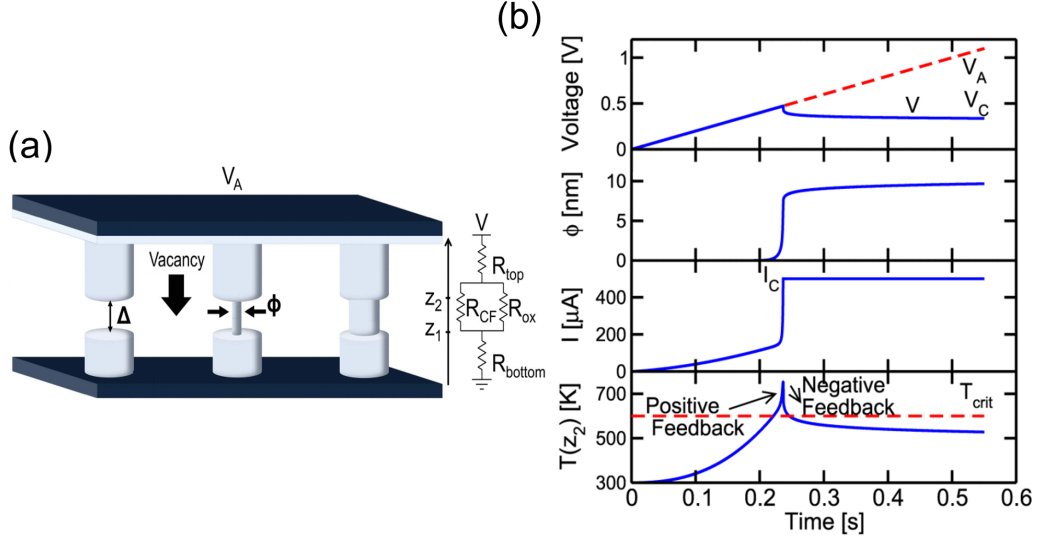 (a)
V_A
Vacancy
Δ
ϕ
V
R_top
z_2
R_CF
R_ox
z_1
R_bottom
(b)
Voltage [V]
1
0.5
0
V_A
V
V_C
ϕ [nm]
10
5
0
I [µA]
400
200
0
I_C
T(z_2) [K]
700
500
300
Positive
Feedback
Negative
Feedback
T_crit
0 0.1 0.2 0.3 0.4 0.5 0.6
Time [s]